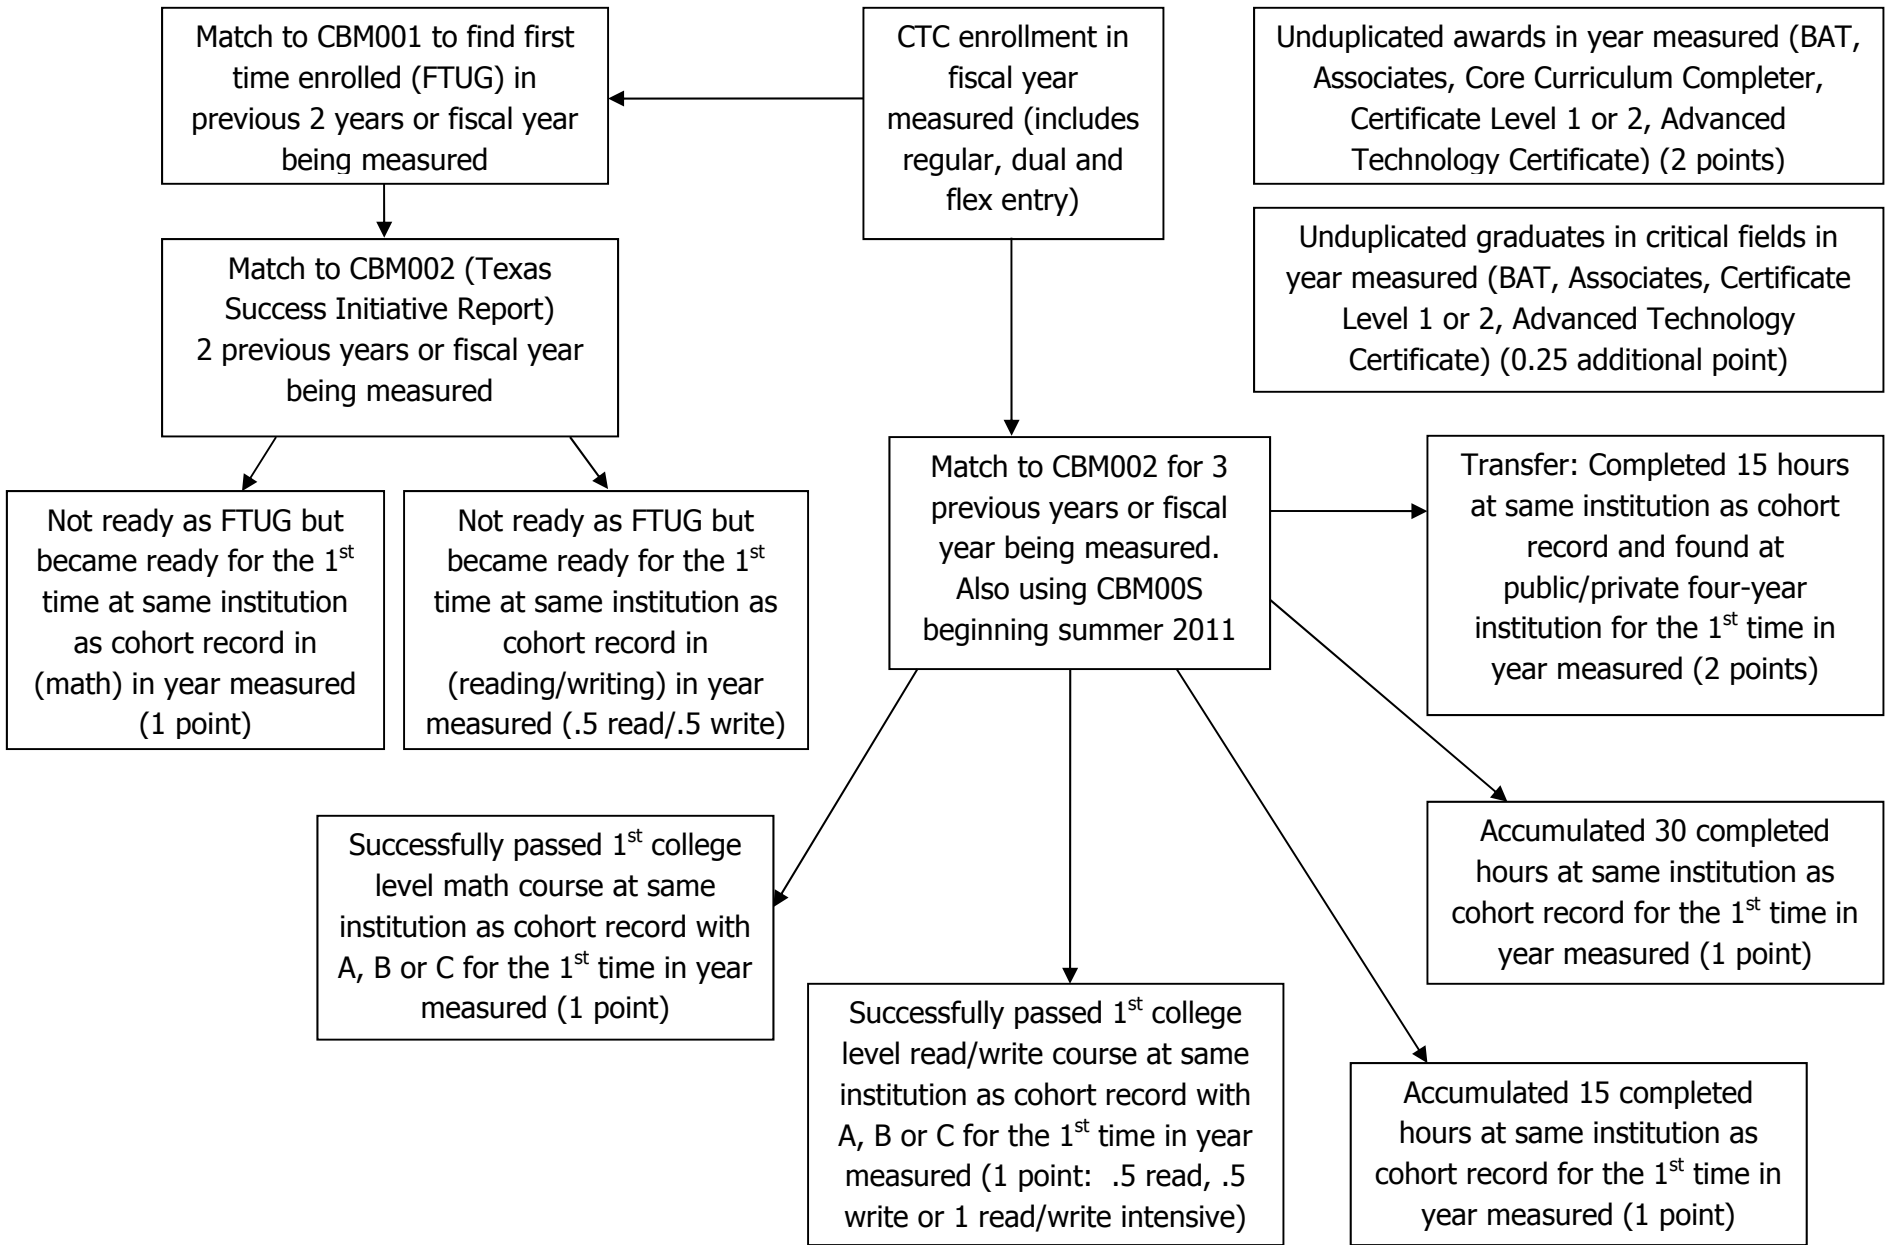 Match to CBM001 to find first
time enrolled (FTUG) in
previous 2 years or fiscal year
being measured
CTC enrollment in
fiscal year
measured (includes
regular, dual and
flex entry)
Unduplicated awards in year measured (BAT,
Associates, Core Curriculum Completer,
Certificate Level 1 or 2, Advanced
Technology Certificate) (2 points)
Unduplicated graduates in critical fields in
year measured (BAT, Associates, Certificate
Level 1 or 2, Advanced Technology
Certificate) (0.25 additional point)
Match to CBM002 (Texas
Success Initiative Report)
2 previous years or fiscal year
being measured
Not ready as FTUG but
became ready for the 1st
time at same institution
as cohort record in
(math) in year measured
(1 point)
Not ready as FTUG but
became ready for the 1st
time at same institution as
cohort record in
(reading/writing) in year
measured (.5 read/.5 write)
Match to CBM002 for 3
previous years or fiscal
year being measured.
Also using CBM00S
beginning summer 2011
Transfer: Completed 15 hours
at same institution as cohort
record and found at
public/private four-year
institution for the 1st time in
year measured (2 points)
Successfully passed 1st college
level math course at same
institution as cohort record with
A, B or C for the 1st time in year
measured (1 point)
Successfully passed 1st college
level read/write course at same
institution as cohort record with
A, B or C for the 1st time in year
measured (1 point: .5 read, .5
write or 1 read/write intensive)
Accumulated 30 completed
hours at same institution as
cohort record for the 1st time in
year measured (1 point)
Accumulated 15 completed
hours at same institution as
cohort record for the 1st time in
year measured (1 point)